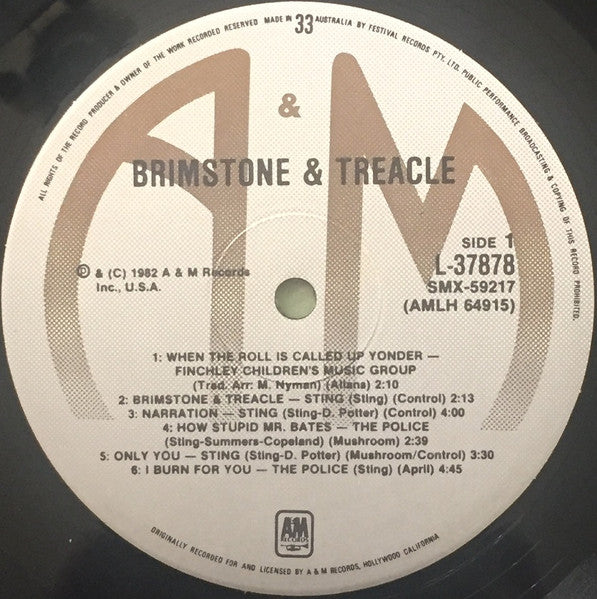 ALL RIGHTS OF THE RECORD PRODUCER & OWNER OF THE WORK RECORDED RESERVED MADE IN 33 AUSTRALIA BY FESTIVAL RECORDS PTY. LTD. PUBLIC PERFORMANCE BROADCASTING & COPYING OF THIS RECORD PROHIBITED.
A & M
BRIMSTONE & TREACLE
SIDE 1
L-37878
SMX-59217
(AMLH 64915)
Ⓟ & (C) 1982 A & M Records
Inc., U.S.A.
1: WHEN THE ROLL IS CALLED UP YONDER —
FINCHLEY CHILDREN'S MUSIC GROUP
(Trad. Arr: M. Nyman) (Altana) 2:10
2: BRIMSTONE & TREACLE — STING (Sting) (Control) 2:13
3: NARRATION — STING (Sting-D. Potter) (Control) 4:00
4: HOW STUPID MR. BATES — THE POLICE
(Sting-Summers-Copeland) (Mushroom) 2:39
5: ONLY YOU — STING (Sting-D. Potter) (Mushroom/Control) 3:30
6: I BURN FOR YOU — THE POLICE (Sting) (April) 4:45
A&M
RECORDS
ORIGINALLY RECORDED FOR AND LICENSED BY A & M RECORDS, HOLLYWOOD CALIFORNIA